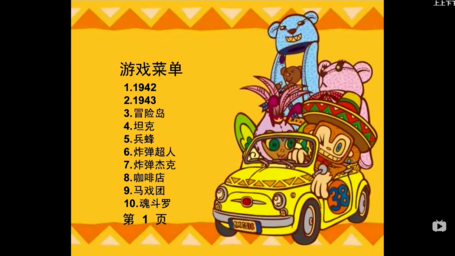 上上下下
游戏菜单
1.1942
2.1943
3.冒险岛
4.坦克
5.兵蜂
6.炸弹超人
7.炸弹杰克
8.咖啡店
9.马戏团
10.魂斗罗
第 1 页
38